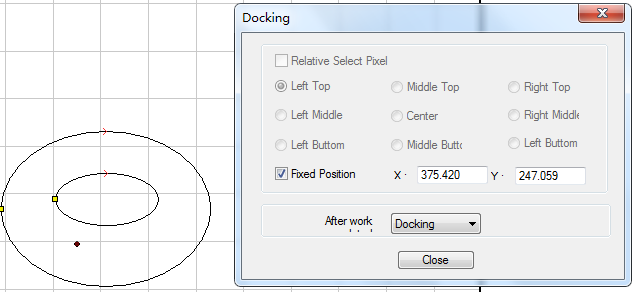 Docking
Relative Select Pixel
Left Top
Middle Top
Right Top
Left Middle
Center
Right Middle
Left Buttom
Middle Butto
Left Buttom
Fixed Position
X · 375.420
Y · 247.059
After work
Docking
Close